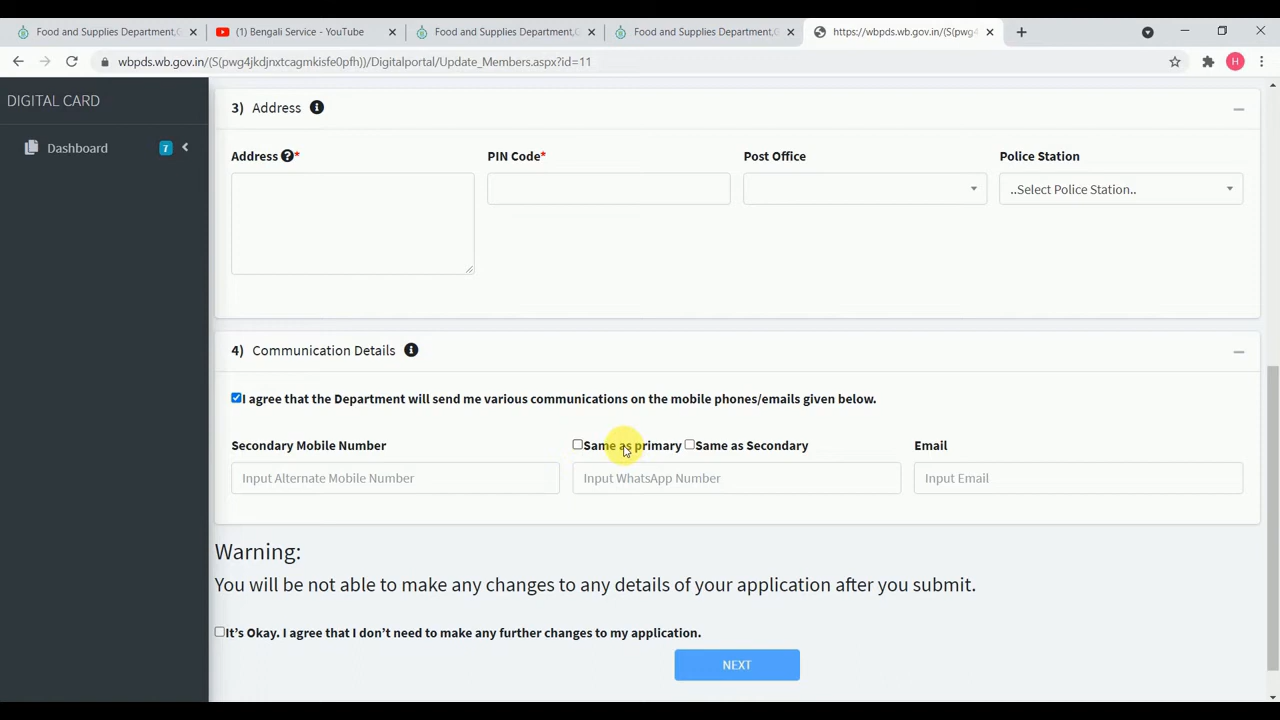 Food and Supplies Department,G
(1) Bengali Service - YouTube
Food and Supplies Department,G
Food and Supplies Department,G
https://wbpds.wb.gov.in/(S(pwg4
wbpds.wb.gov.in/(S(pwg4jkdjnxtcagmkisfe0pfh))/Digitalportal/Update_Members.aspx?id=11
H
DIGITAL CARD
Dashboard
T
3) Address
Address *
PIN Code*
Post Office
Police Station
..Select Police Station..
4) Communication Details
I agree that the Department will send me various communications on the mobile phones/emails given below.
Secondary Mobile Number
Same as primary
Same as Secondary
Email
Input Alternate Mobile Number
Input WhatsApp Number
Input Email
Warning:
You will be not able to make any changes to any details of your application after you submit.
It’s Okay. I agree that I don’t need to make any further changes to my application.
NEXT